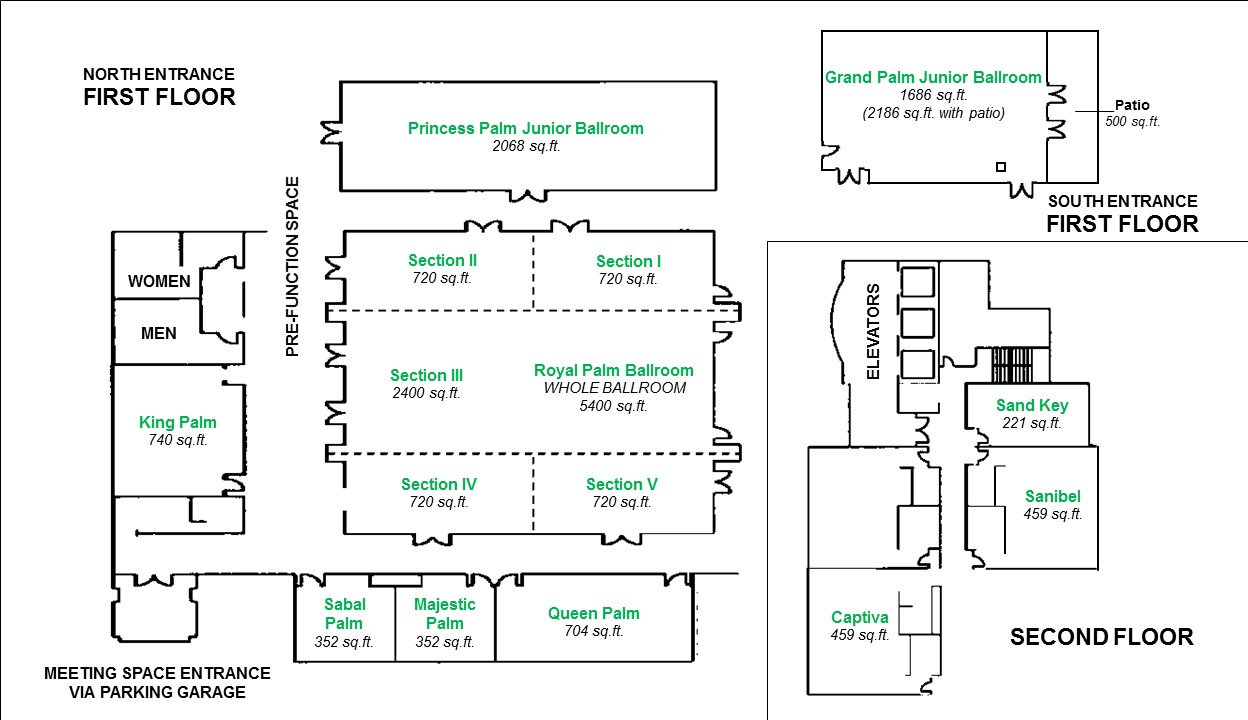 NORTH ENTRANCE
FIRST FLOOR
Princess Palm Junior Ballroom
2068 sq.ft.
Grand Palm Junior Ballroom
1686 sq.ft.
(2186 sq.ft. with patio)
Patio
500 sq.ft.
SOUTH ENTRANCE
FIRST FLOOR
PRE-FUNCTION SPACE
WOMEN
MEN
King Palm
740 sq.ft.
Section II
720 sq.ft.
Section I
720 sq.ft.
Section III
2400 sq.ft.
Royal Palm Ballroom
WHOLE BALLROOM
5400 sq.ft.
Section IV
720 sq.ft.
Section V
720 sq.ft.
Sabal
Palm
352 sq.ft.
Majestic
Palm
352 sq.ft.
Queen Palm
704 sq.ft.
MEETING SPACE ENTRANCE
VIA PARKING GARAGE
ELEVATORS
Sand Key
221 sq.ft.
Sanibel
459 sq.ft.
Captiva
459 sq.ft.
SECOND FLOOR